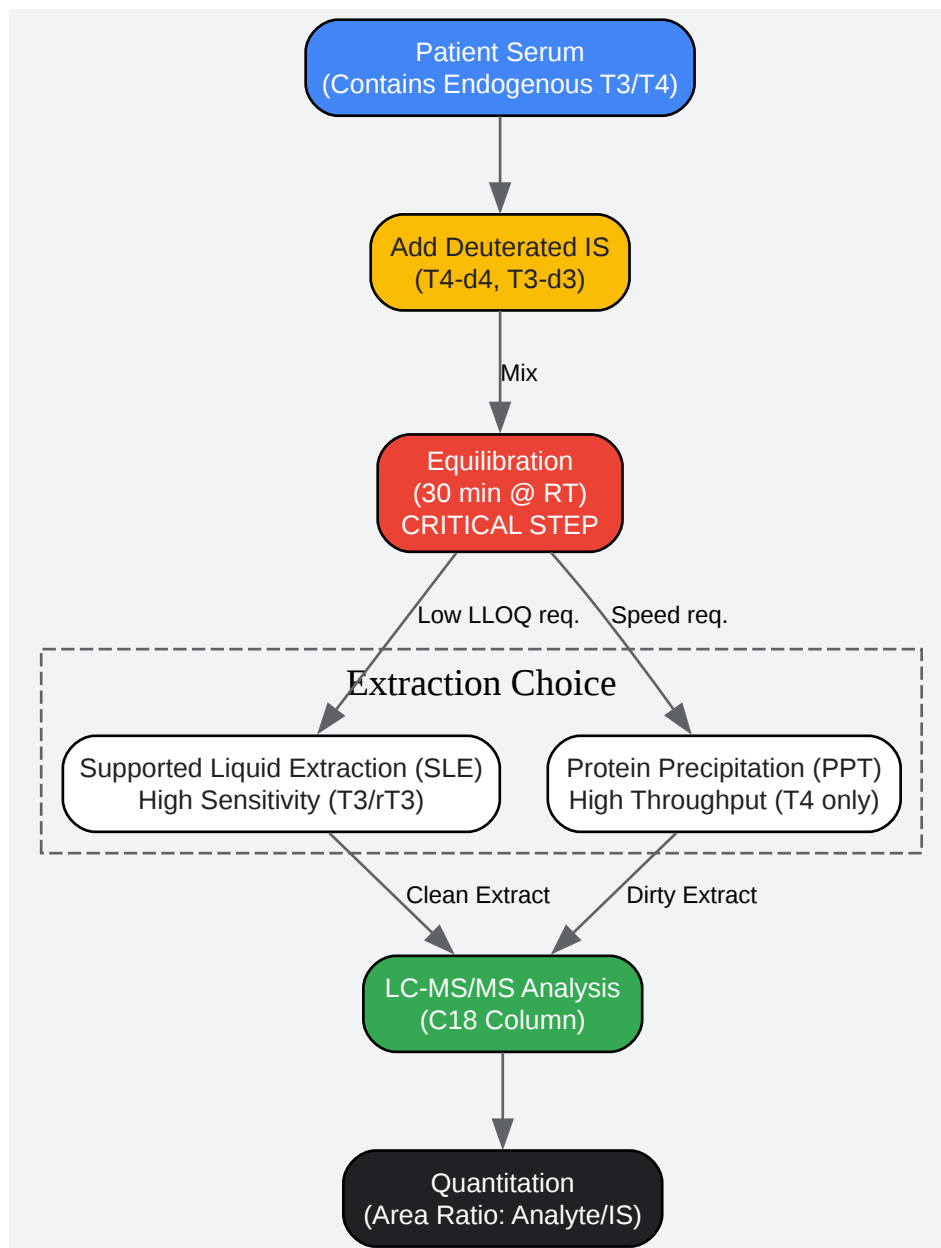 Patient Serum
(Contains Endogenous T3/T4)
Add Deuterated IS
(T4-d4, T3-d3)
Mix
Equilibration
(30 min @ RT)
CRITICAL STEP
Low LLOQ req.
Speed req.
Extraction Choice
Supported Liquid Extraction (SLE)
High Sensitivity (T3/rT3)
Protein Precipitation (PPT)
High Throughput (T4 only)
Clean Extract
Dirty Extract
LC-MS/MS Analysis
(C18 Column)
Quantitation
(Area Ratio: Analyte/IS)